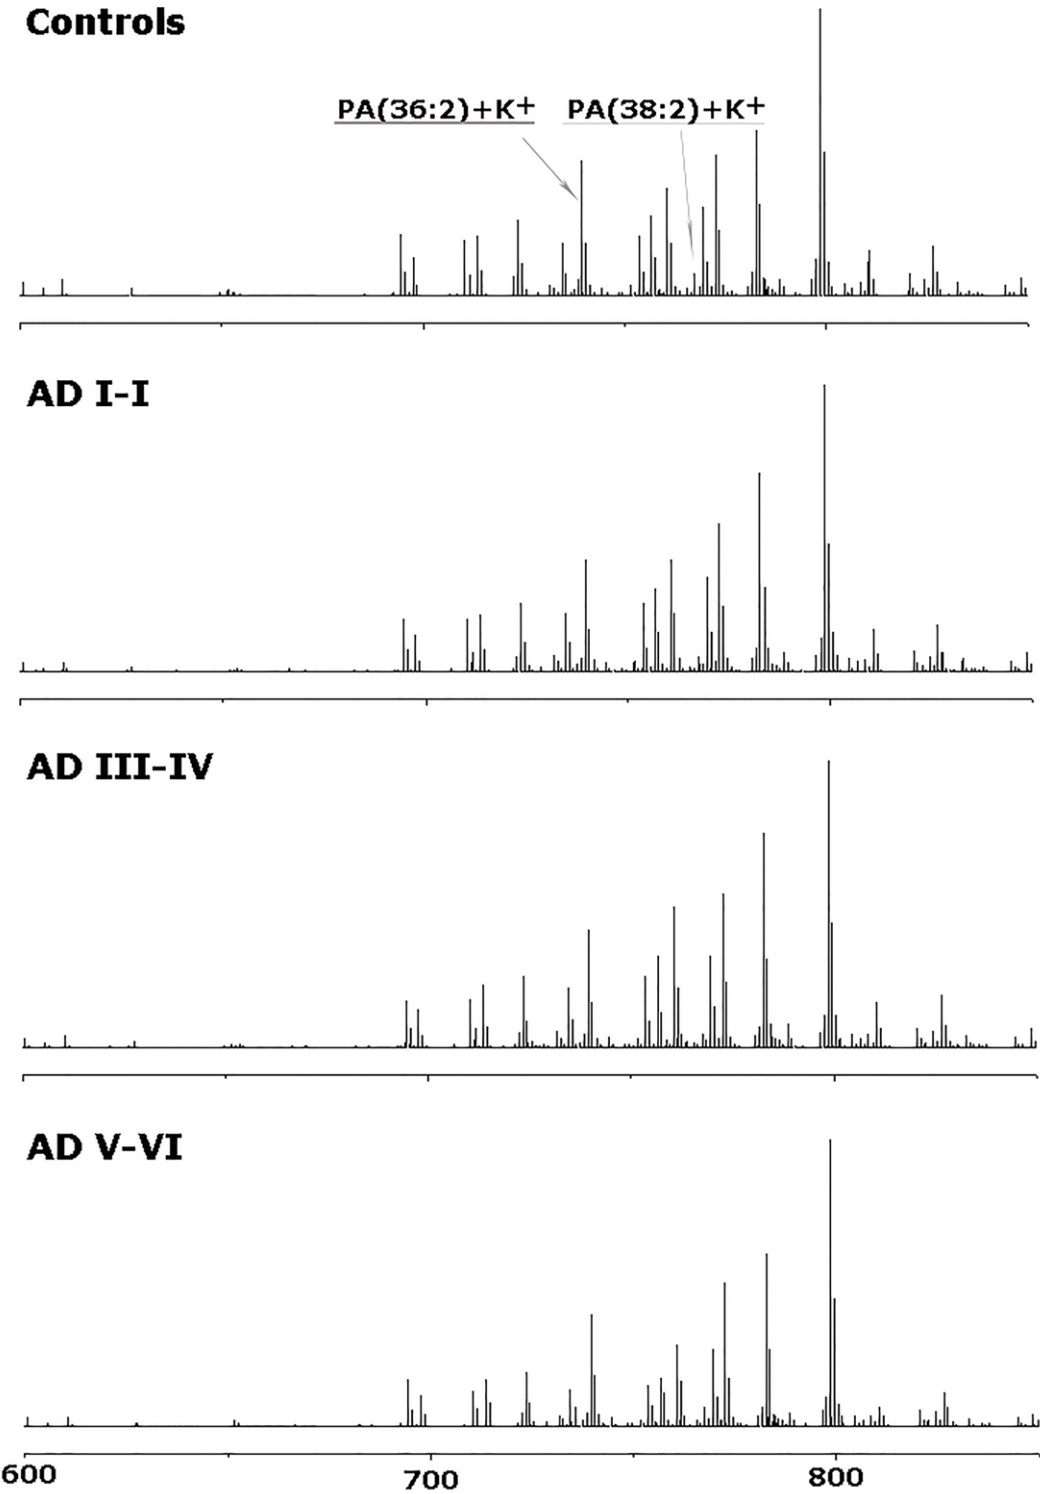 Controls
PA(36:2)+K+ PA(38:2)+K+
AD I-I
AD III-IV
AD V-VI
600 700 800